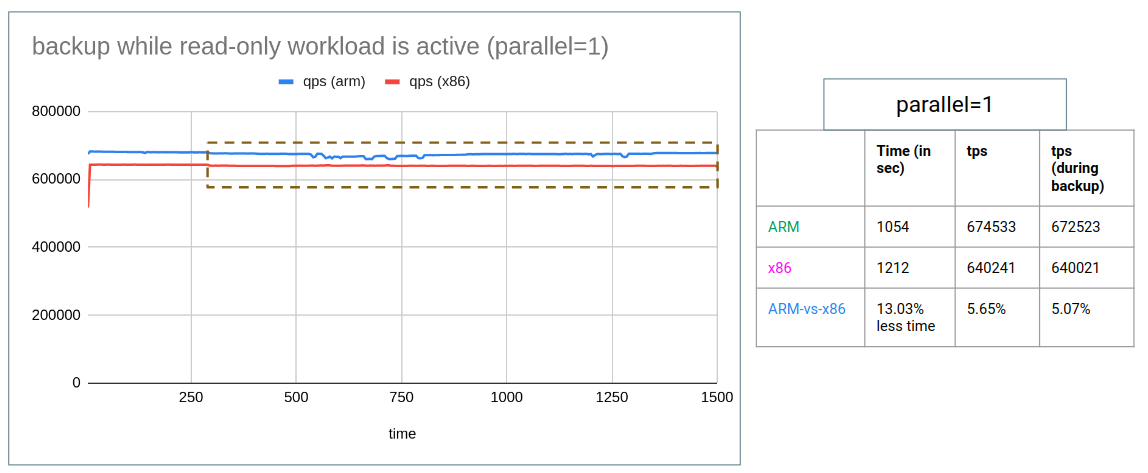 backup while read-only workload is active (parallel=1)
qps (arm) qps (x86)
800000
600000
400000
200000
0
250 500 750 1000 1250 1500
time
parallel=1
Time (in sec) tps tps (during backup)
ARM 1054 674533 672523
x86 1212 640241 640021
ARM-vs-x86 13.03% less time 5.65% 5.07%